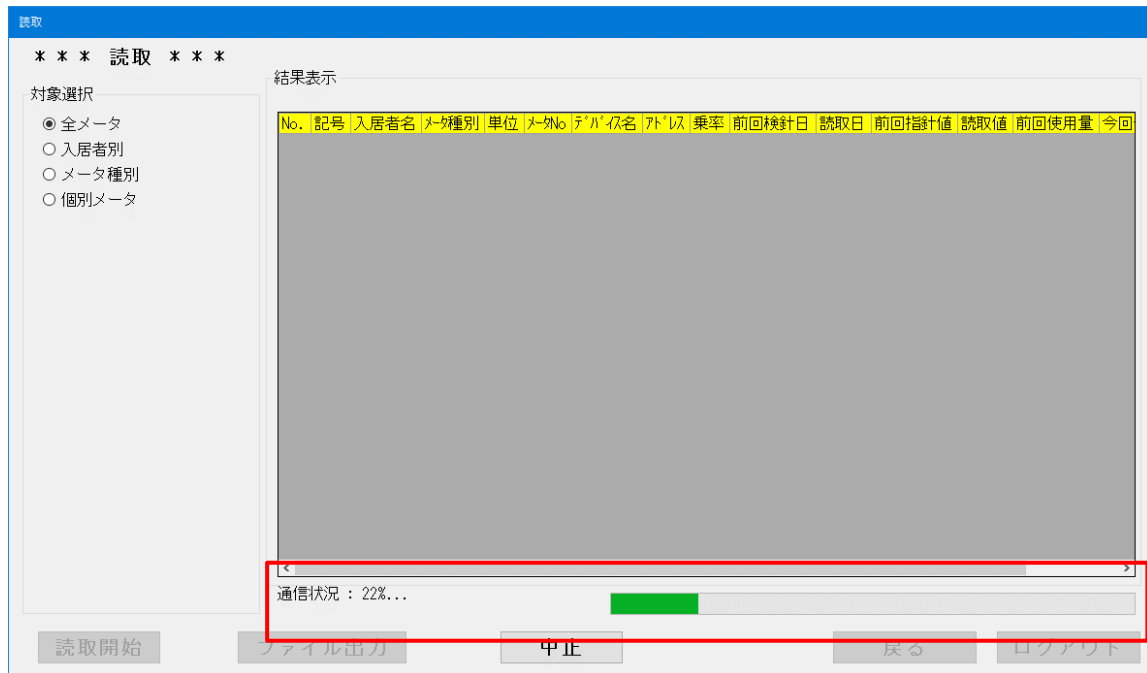 読取
*** 読取 ***
対象選択
全メータ
入居者別
メータ種別
個別メータ
結果表示
No. 記号 入居者名 ﾒｰﾀ種別 単位 ﾒｰﾀNo ﾃﾞﾊﾞｲｽ名 ｱﾄﾞﾚｽ 乗率 前回検針日 読取日 前回指針値 読取値 前回使用量 今回
通信状況 : 22%...
読取開始 ファイル出力 中止 戻る ログアウト